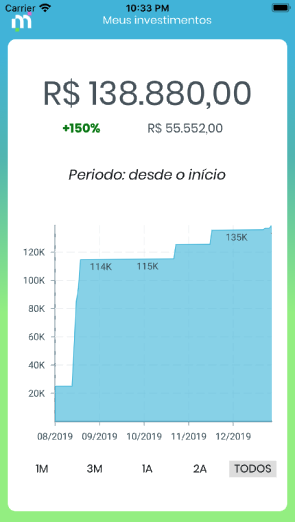 Carrier 10:33 PM
m
Meus investimentos
R$ 138.880,00
+150% R$ 55.552,00
Periodo: desde o início
120K
100K
80K
60K
40K
20K
114K 115K 135K
08/2019 09/2019 10/2019 11/2019 12/2019
1M 3M 1A 2A TODOS